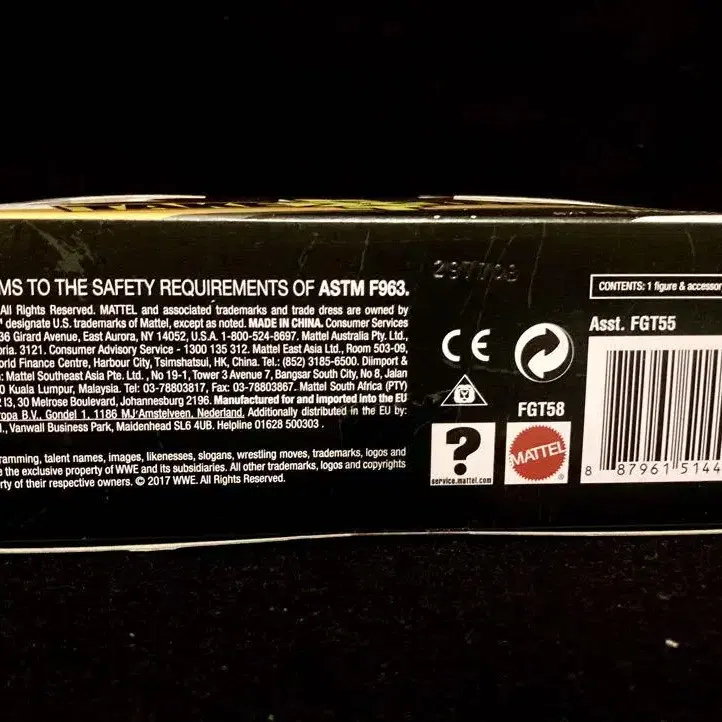 MS TO THE SAFETY REQUIREMENTS OF ASTM F963.
All Rights Reserved. MATTEL and associated trademarks and trade dress are owned by
designate U.S. trademarks of Mattel, except as noted. MADE IN CHINA. Consumer Services
36 Girard Avenue, East Aurora, NY 14052, U.S.A. 1-800-524-8697. Mattel Australia Pty. Ltd.,
oria. 3121. Consumer Advisory Service - 1300 135 312. Mattel East Asia Ltd., Room 503-09,
orld Finance Centre, Harbour City, Tsimshatsui, HK, China. Tel.: (852) 3185-6500. Diimport &
: Mattel Southeast Asia Pte. Ltd., No 19-1, Tower 3 Avenue 7, Bangsar South City, No 8, Jalan
0 Kuala Lumpur, Malaysia. Tel: 03-78803817, Fax: 03-78803867. Mattel South Africa (PTY)
2 I3, 30 Melrose Boulevard, Johannesburg 2196. Manufactured for and imported into the EU
ropa B.V., Gondel 1, 1186 MJ Amstelveen, Nederland. Additionally distributed in the EU by:
l., Vanwall Business Park, Maidenhead SL6 4UB. Helpline 01628 500303 .
ramming, talent names, images, likenesses, slogans, wrestling moves, trademarks, logos and
e the exclusive property of WWE and its subsidiaries. All other trademarks, logos and copyrights
rty of their respective owners. © 2017 WWE. All Rights Reserved.
CE
FGT58
?
service.mattel.com
MATTEL
®
CONTENTS: 1 figure & accessor
Asst. FGT55
8 87961 5144